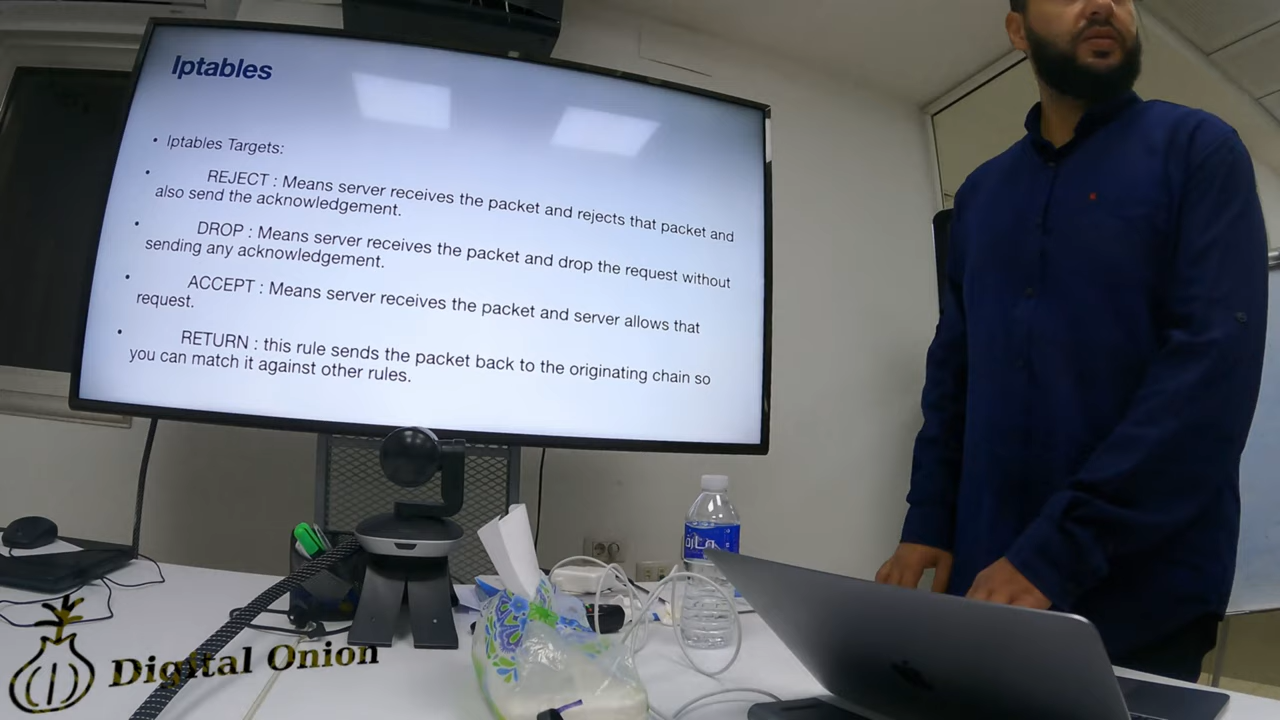 Iptables
• Iptables Targets:
• REJECT : Means server receives the packet and rejects that packet and
also send the acknowledgement.
• DROP : Means server receives the packet and drop the request without
sending any acknowledgement.
• ACCEPT : Means server receives the packet and server allows that
request.
• RETURN : this rule sends the packet back to the originating chain so
you can match it against other rules.
Digital Onion